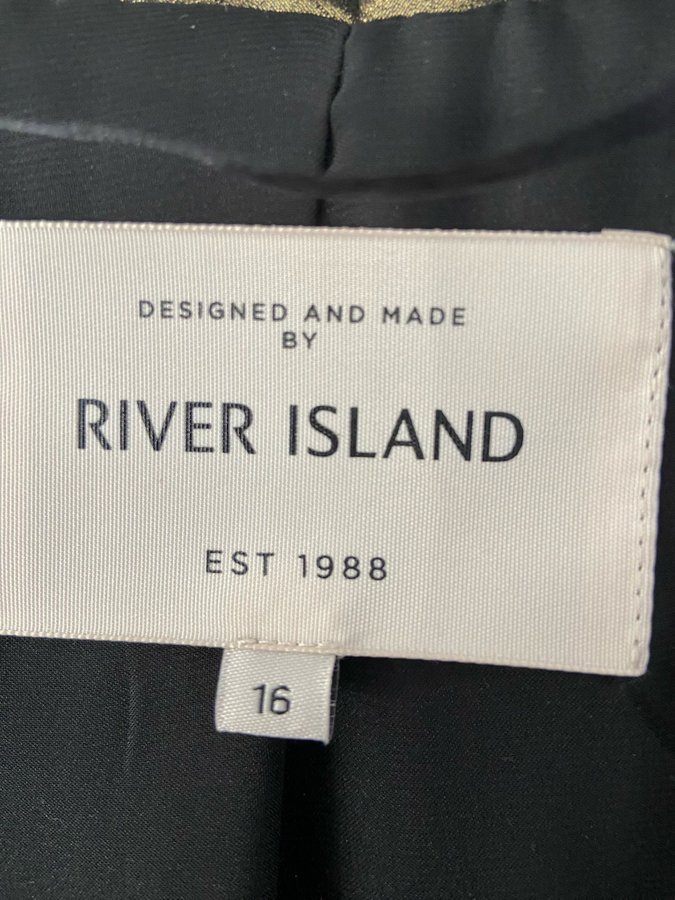 DESIGNED AND MADE
BY
RIVER ISLAND
EST 1988
16